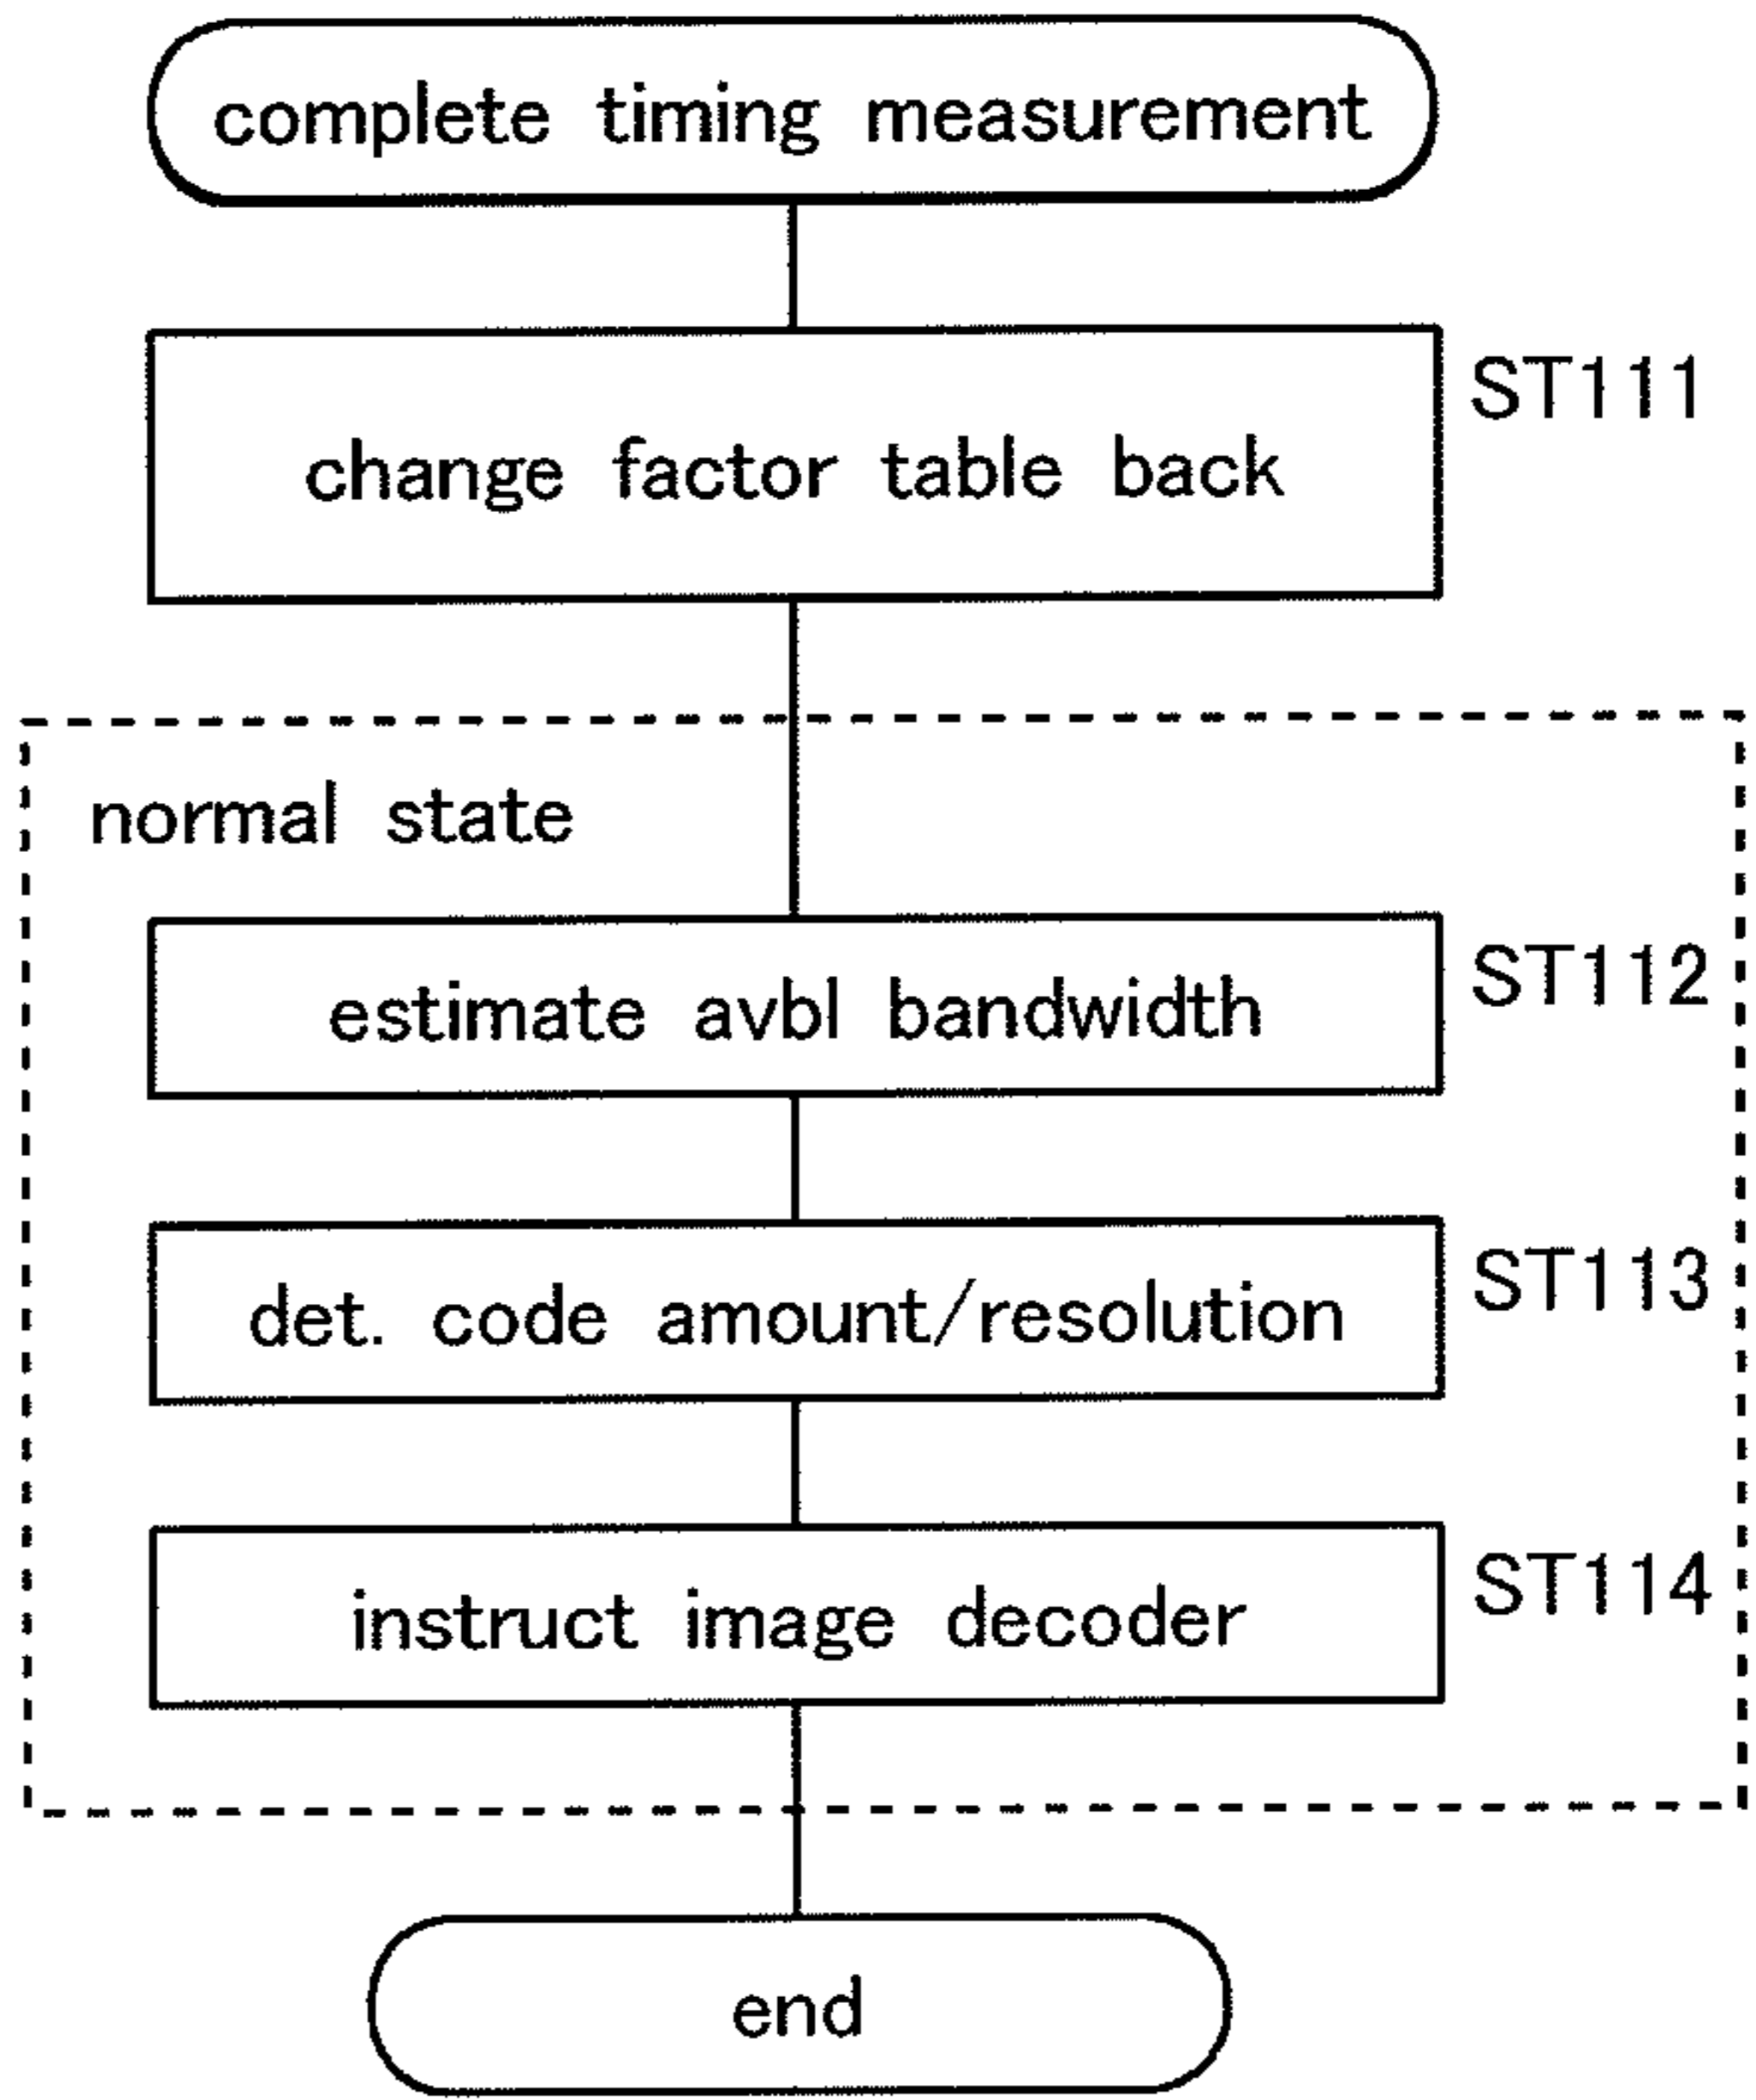 complete timing measurement
ST111
change factor table back
normal state
ST112
estimate avbl bandwidth
ST113
det. code amount/resolution
ST114
instruct image decoder
end